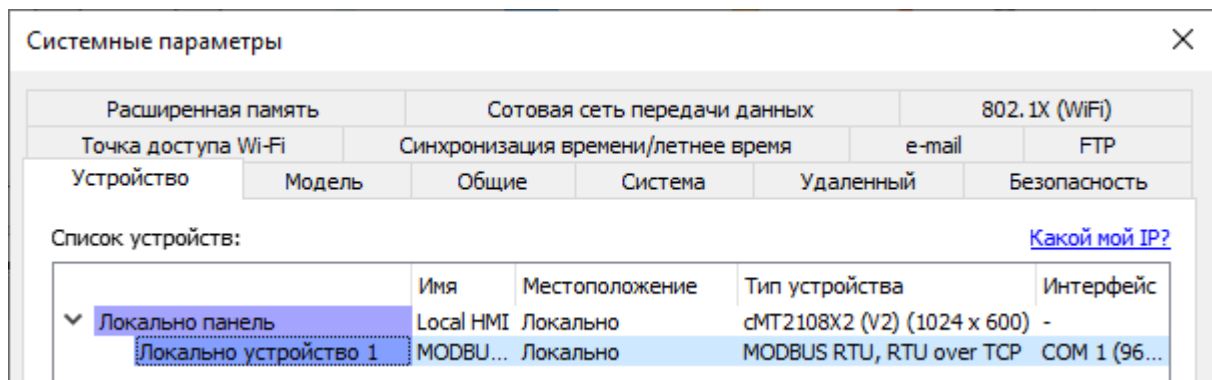 Системные параметры
Расширенная память Сотовая сеть передачи данных 802.1X (WiFi)
Точка доступа Wi-Fi Синхронизация времени/летнее время e-mail FTP
Устройство Модель Общие Система Удаленный Безопасность
Список устройств: Какой мой IP?
Имя Местоположение Тип устройства Интерфейс
Локально панель Local HMI Локально cMT2108X2 (V2) (1024 x 600) -
Локально устройство 1 MODBU... Локально MODBUS RTU, RTU over TCP COM 1 (96...